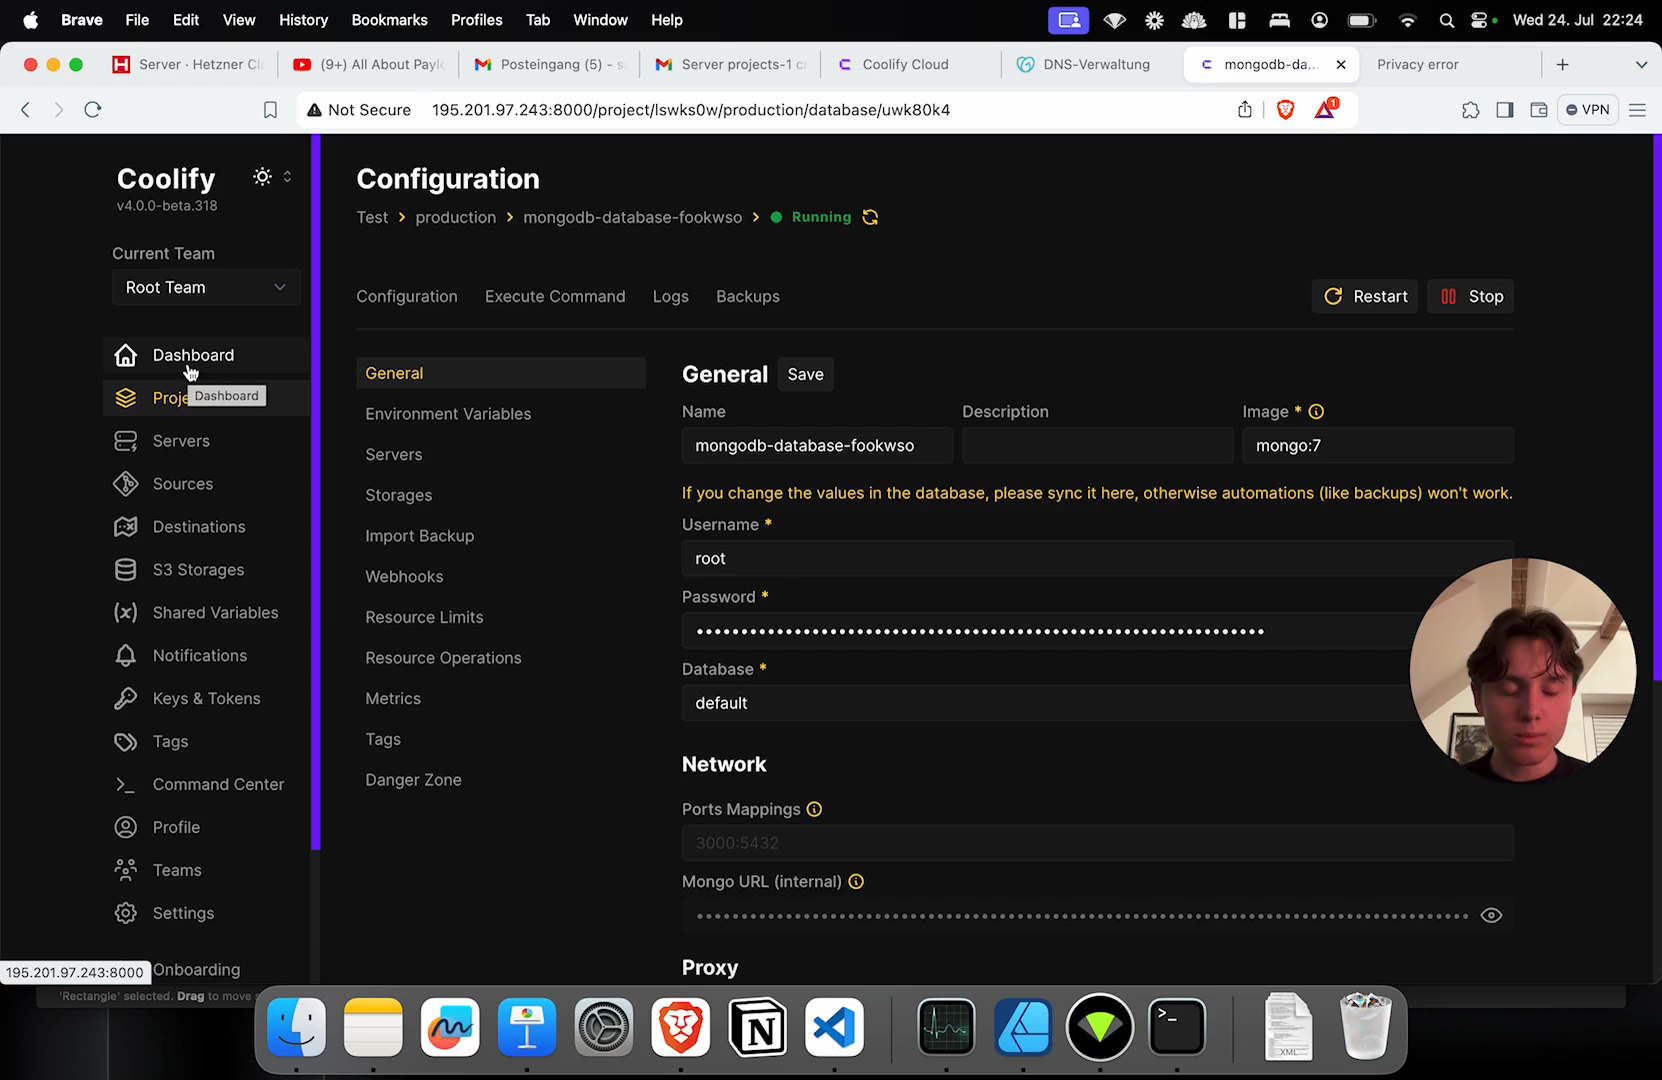 Brave File Edit View History Bookmarks Profiles Tab Window Help Wed 24. Jul 22:24
Server · Hetzner Cl (9+) All About Paylo Posteingang (5) - s Server projects-1 cr Coolify Cloud DNS-Verwaltung mongodb-da... Privacy error
Not Secure 195.201.97.243:8000/project/lswks0w/production/database/uwk80k4 1 VPN
Coolify
v4.0.0-beta.318
Current Team
Root Team
Dashboard
Proje
Dashboard
Servers
Sources
Destinations
S3 Storages
Shared Variables
Notifications
Keys & Tokens
Tags
Command Center
Profile
Teams
Settings
Onboarding
195.201.97.243:8000
Configuration
Test production mongodb-database-fookwso Running
Configuration Execute Command Logs Backups Restart Stop
General
Environment Variables
Servers
Storages
Import Backup
Webhooks
Resource Limits
Resource Operations
Metrics
Tags
Danger Zone
General Save
Name Description Image *
mongodb-database-fookwso mongo:7
If you change the values in the database, please sync it here, otherwise automations (like backups) won't work.
Username *
root
Password *
Database *
default
Network
Ports Mappings
3000:5432
Mongo URL (internal)
Proxy
'Rectangle' selected. Drag to move s
XML